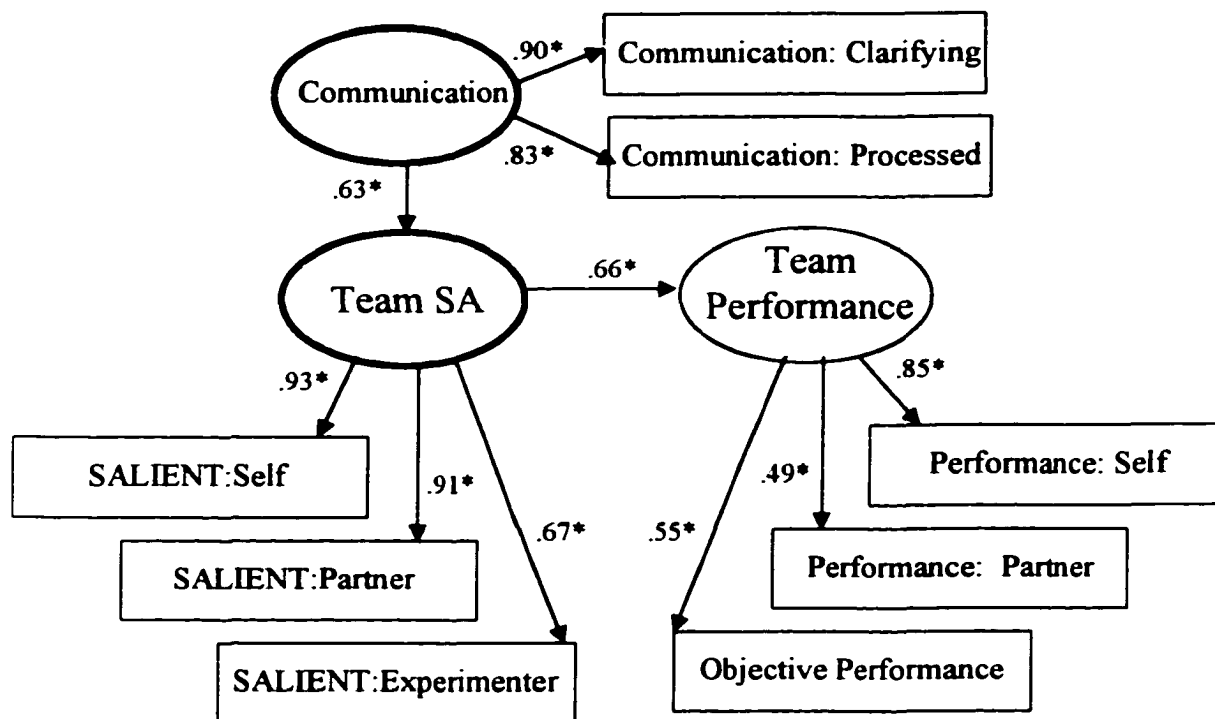 .90*
Communication: Clarifying
Communication
.83*
Communication: Processed
.63*
Team SA
.66*
Team
Performance
.93*
.85*
SALIENT:Self
.91*
.49*
Performance: Self
.67*
.55*
SALIENT:Partner
Performance: Partner
SALIENT:Experimenter
Objective Performance